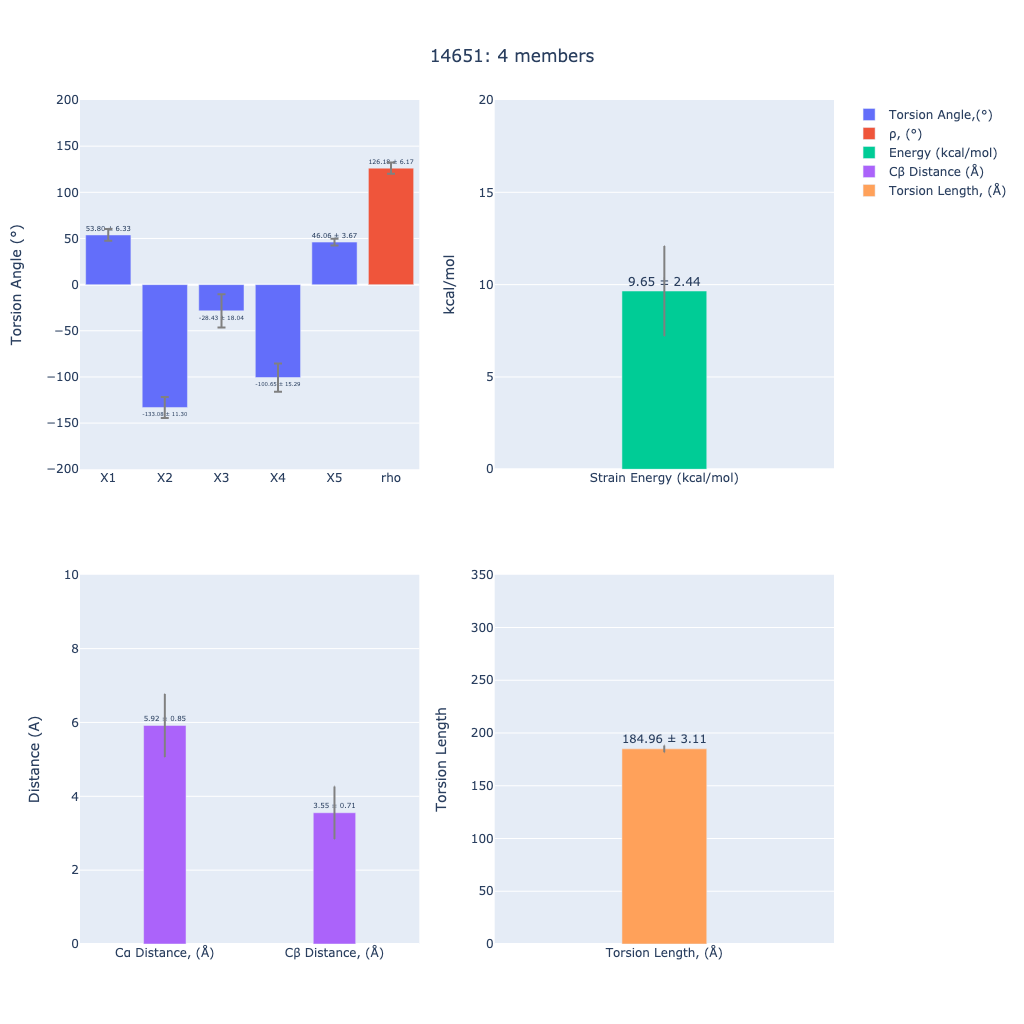 14651: 4 members
Torsion Angle (°)
200
150
100
50
0
−50
−100
−150
−200
53.80 ± 6.33
-133.08 ± 11.30
-28.43 ± 18.04
-100.65 ± 15.29
46.06 ± 3.67
X1 X2 X3 X4 X5 rho
kcal/mol
20
15
10
5
0
9.65 ± 2.44
Strain Energy (kcal/mol)
Torsion Angle,(°)
ρ, (°)
Energy (kcal/mol)
Cβ Distance (Å)
Torsion Length, (Å)
Distance (A)
10
8
6
4
2
0
5.92 ± 0.85
3.55 ± 0.71
Cα Distance, (Å) Cβ Distance, (Å)
Torsion Length
350
300
250
200
150
100
50
0
184.96 ± 3.11
Torsion Length, (Å)